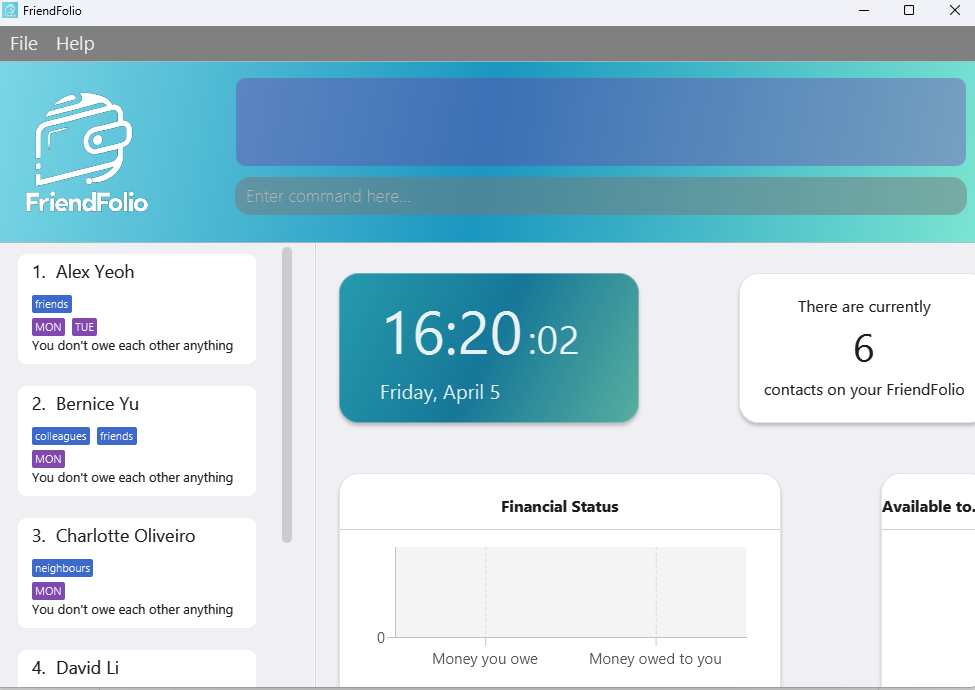 FriendFolio
File Help
FriendFolio
Enter command here...
1. Alex Yeoh
friends
MON TUE
You don't owe each other anything
2. Bernice Yu
colleagues friends
MON
You don't owe each other anything
3. Charlotte Oliveiro
neighbours
MON
You don't owe each other anything
4. David Li
16:20:02
Friday, April 5
There are currently
6
contacts on your FriendFolio
Financial Status
0
Money you owe Money owed to you
Available to...